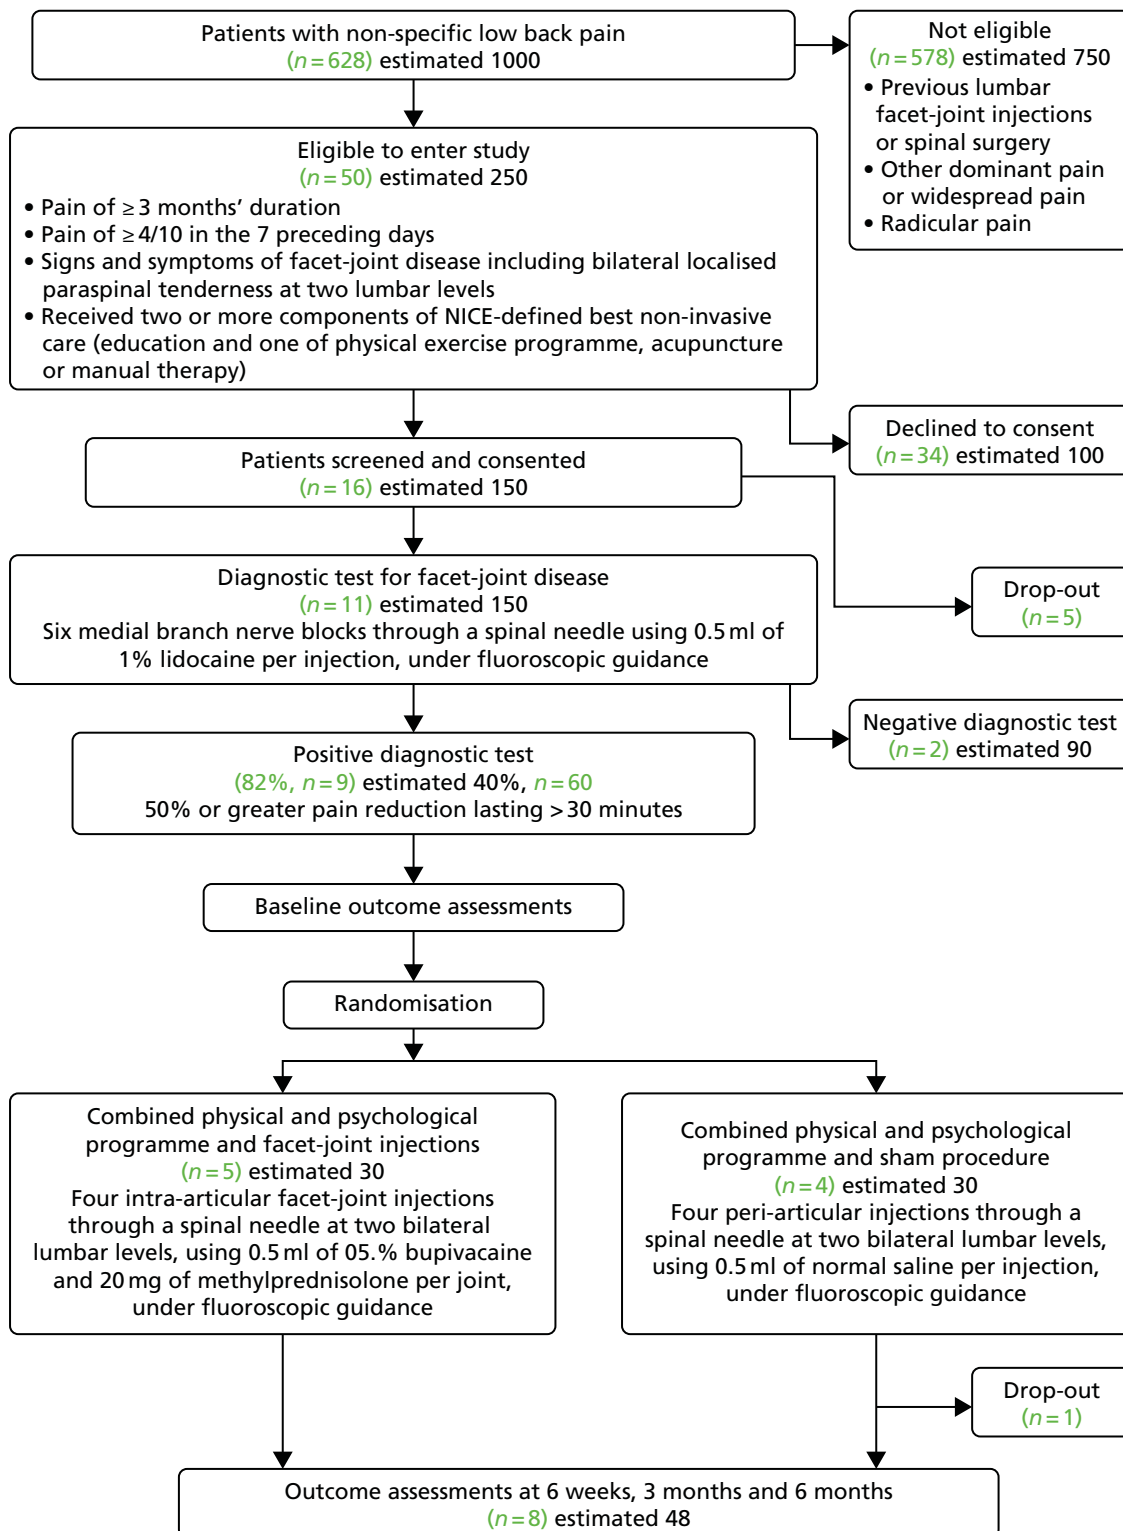 Patients with non-specific low back pain
(n=628) estimated 1000
Not eligible
(n=578) estimated 750
• Previous lumbar
facet-joint injections
or spinal surgery
• Other dominant pain
or widespread pain
• Radicular pain
Eligible to enter study
(n=50) estimated 250
• Pain of ≥3 months’ duration
• Pain of ≥4/10 in the 7 preceding days
• Signs and symptoms of facet-joint disease including bilateral localised
paraspinal tenderness at two lumbar levels
• Received two or more components of NICE-defined best non-invasive
care (education and one of physical exercise programme, acupuncture
or manual therapy)
Declined to consent
(n=34) estimated 100
Patients screened and consented
(n=16) estimated 150
Drop-out
(n=5)
Diagnostic test for facet-joint disease
(n=11) estimated 150
Six medial branch nerve blocks through a spinal needle using 0.5 ml of
1% lidocaine per injection, under fluoroscopic guidance
Negative diagnostic test
(n=2) estimated 90
Positive diagnostic test
(82%, n=9) estimated 40%, n=60
50% or greater pain reduction lasting >30 minutes
Baseline outcome assessments
Randomisation
Combined physical and psychological
programme and facet-joint injections
(n=5) estimated 30
Four intra-articular facet-joint injections
through a spinal needle at two bilateral
lumbar levels, using 0.5 ml of 05.% bupivacaine
and 20 mg of methylprednisolone per joint,
under fluoroscopic guidance
Combined physical and psychological
programme and sham procedure
(n=4) estimated 30
Four peri-articular injections through a
spinal needle at two bilateral lumbar levels,
using 0.5 ml of normal saline per injection,
under fluoroscopic guidance
Drop-out
(n=1)
Outcome assessments at 6 weeks, 3 months and 6 months
(n=8) estimated 48